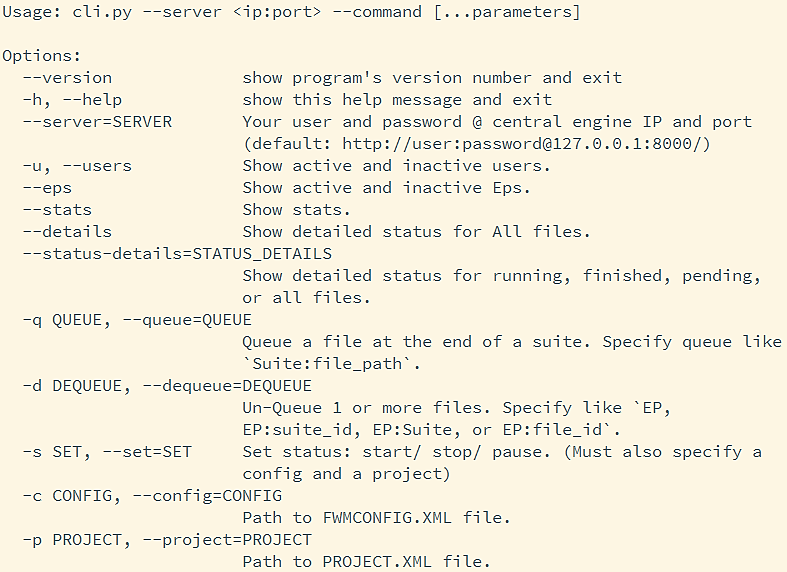 Usage: cli.py --server <ip:port> --command [...parameters]

Options:
  --version             show program's version number and exit
  -h, --help            show this help message and exit
  --server=SERVER       Your user and password @ central engine IP and port
                        (default: http://user:password@127.0.0.1:8000/)
  -u, --users           Show active and inactive users.
  --eps                 Show active and inactive Eps.
  --stats               Show stats.
  --details             Show detailed status for All files.
  --status-details=STATUS_DETAILS
                        Show detailed status for running, finished, pending,
                        or all files.
  -q QUEUE, --queue=QUEUE
                        Queue a file at the end of a suite. Specify queue like
                        `Suite:file_path`.
  -d DEQUEUE, --dequeue=DEQUEUE
                        Un-Queue 1 or more files. Specify like `EP,
                        EP:suite_id, EP:Suite, or EP:file_id`.
  -s SET, --set=SET     Set status: start/ stop/ pause. (Must also specify a
                        config and a project)
  -c CONFIG, --config=CONFIG
                        Path to FWMCONFIG.XML file.
  -p PROJECT, --project=PROJECT
                        Path to PROJECT.XML file.